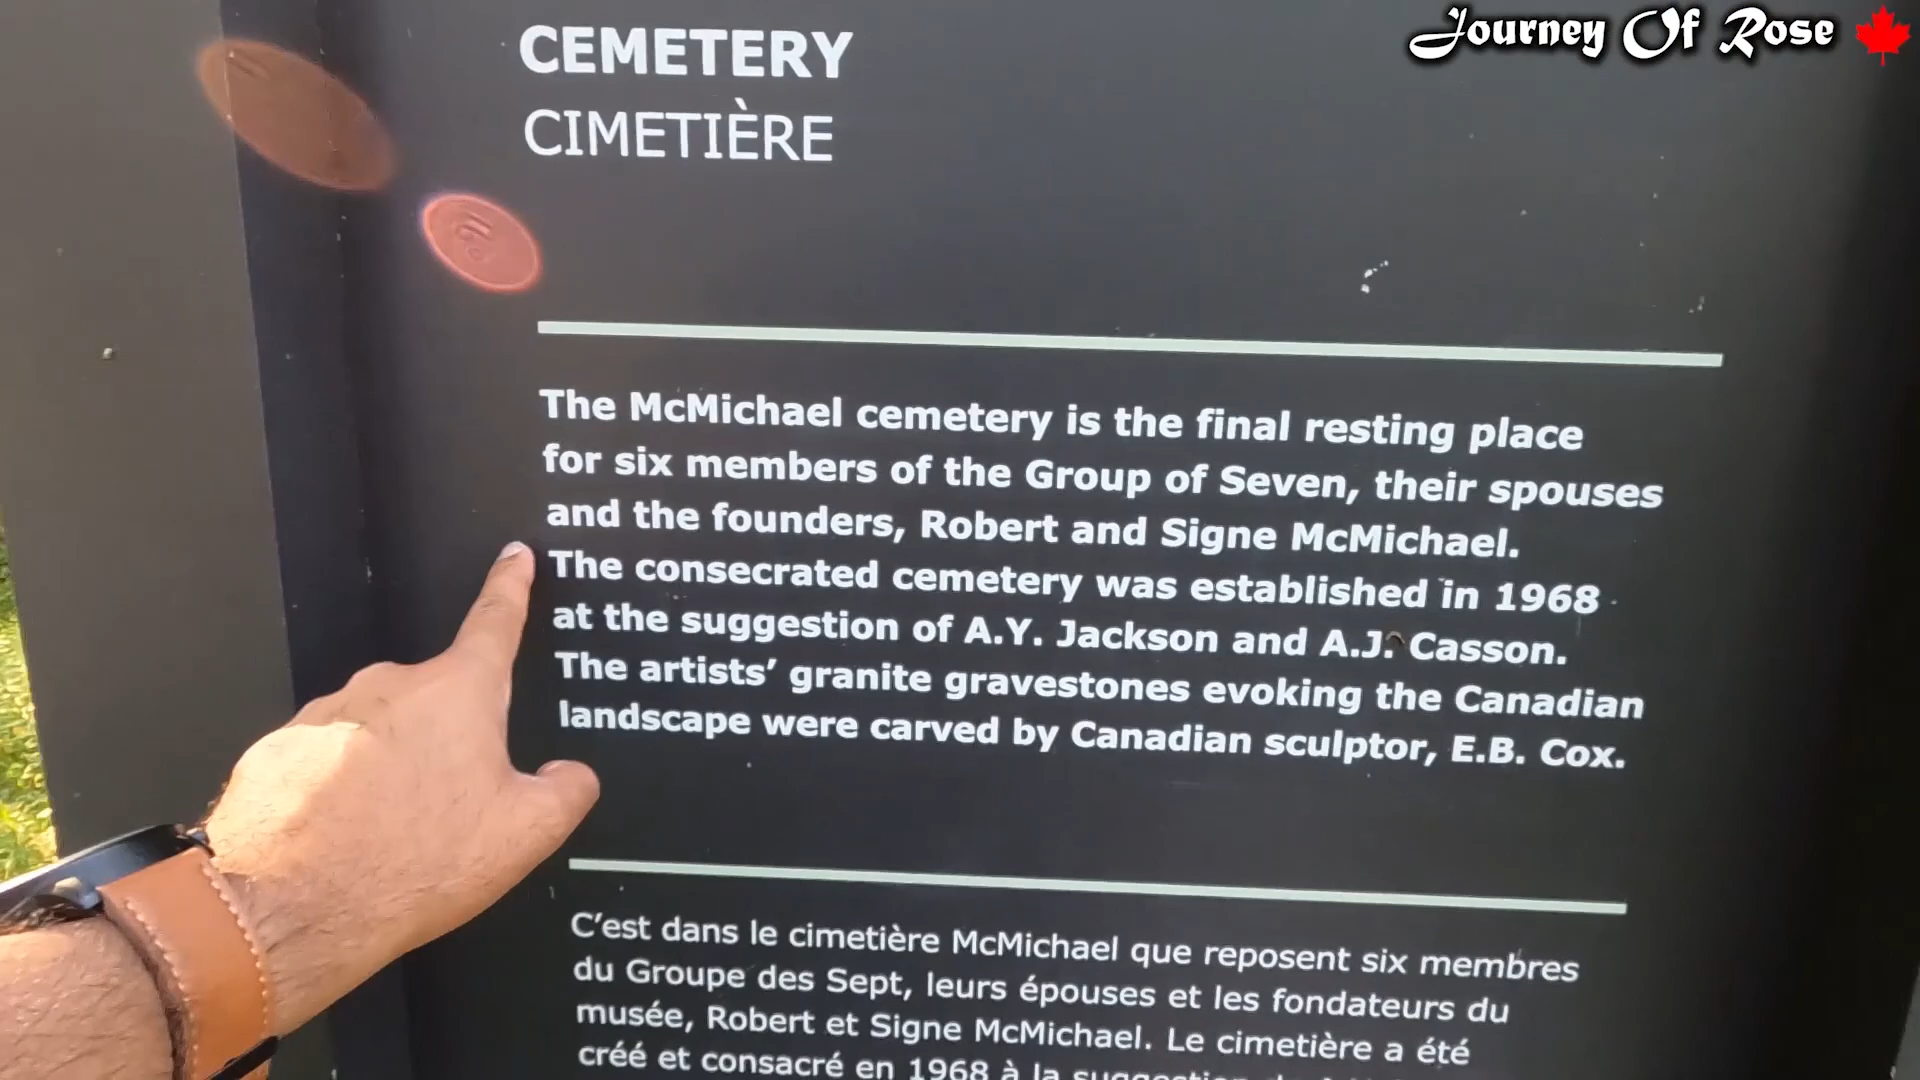 Journey Of Rose
CEMETERY
CIMETIÈRE
The McMichael cemetery is the final resting place
for six members of the Group of Seven, their spouses
and the founders, Robert and Signe McMichael.
The consecrated cemetery was established in 1968
at the suggestion of A.Y. Jackson and A.J. Casson.
The artists’ granite gravestones evoking the Canadian
landscape were carved by Canadian sculptor, E.B. Cox.
C’est dans le cimetière McMichael que reposent six membres
du Groupe des Sept, leurs épouses et les fondateurs du
musée, Robert et Signe McMichael. Le cimetière a été
créé et consacré en 1968 à la suggestion